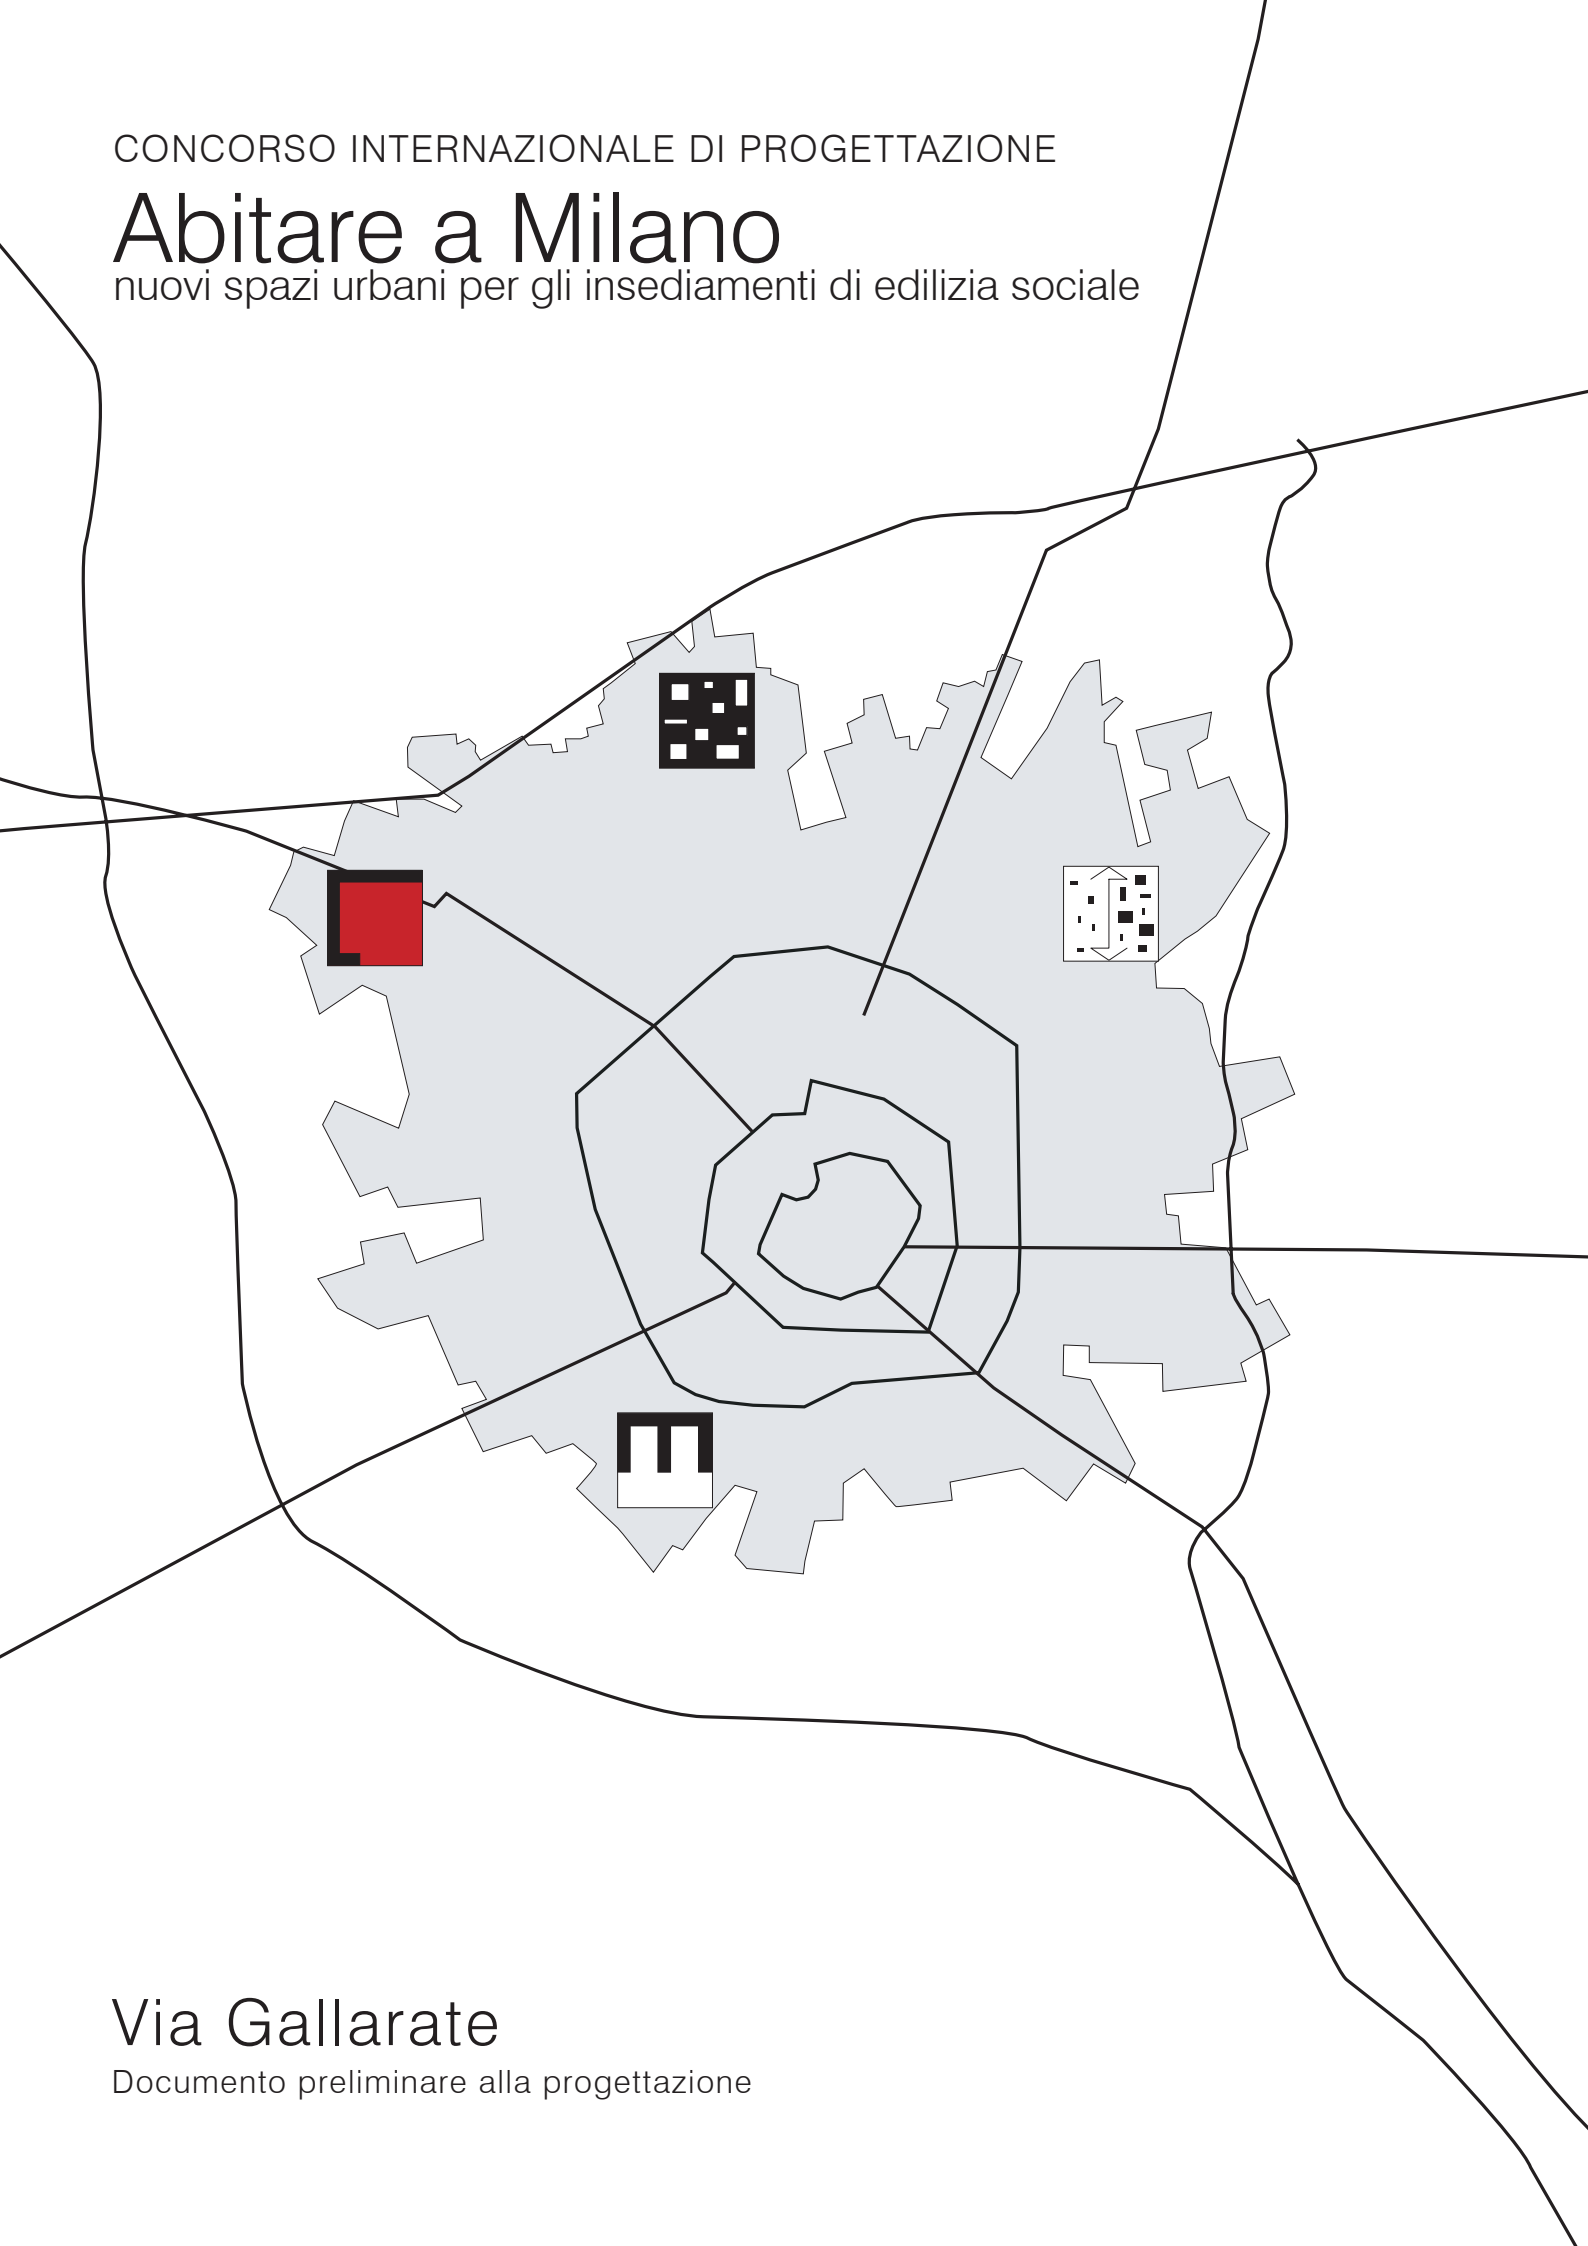 CONCORSO INTERNAZIONALE DI PROGETTAZIONE
Abitare a Milano
nuovi spazi urbani per gli insediamenti di edilizia sociale
Via Gallarate
Documento preliminare alla progettazione